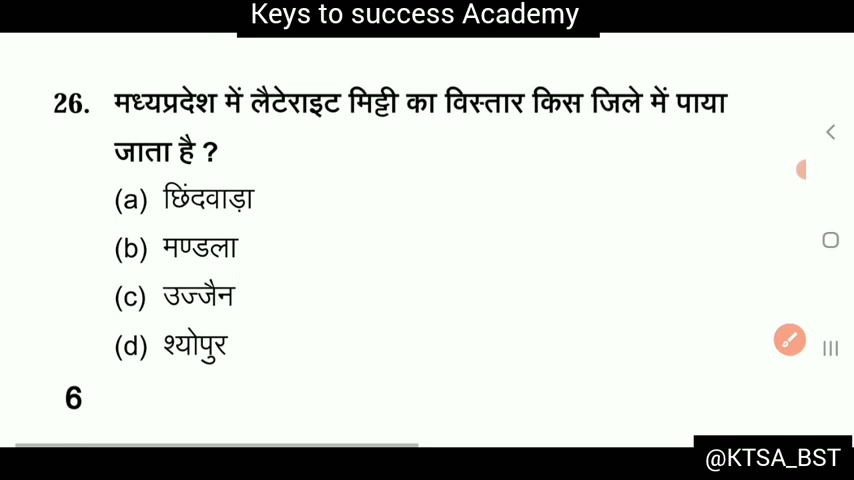 Keys to success Academy
26. मध्यप्रदेश में लैटेराइट मिट्टी का विस्तार किस जिले में पाया
जाता है ?
(a) छिंदवाड़ा
(b) मण्डला
(c) उज्जैन
(d) श्योपुर
6
@KTSA_BST